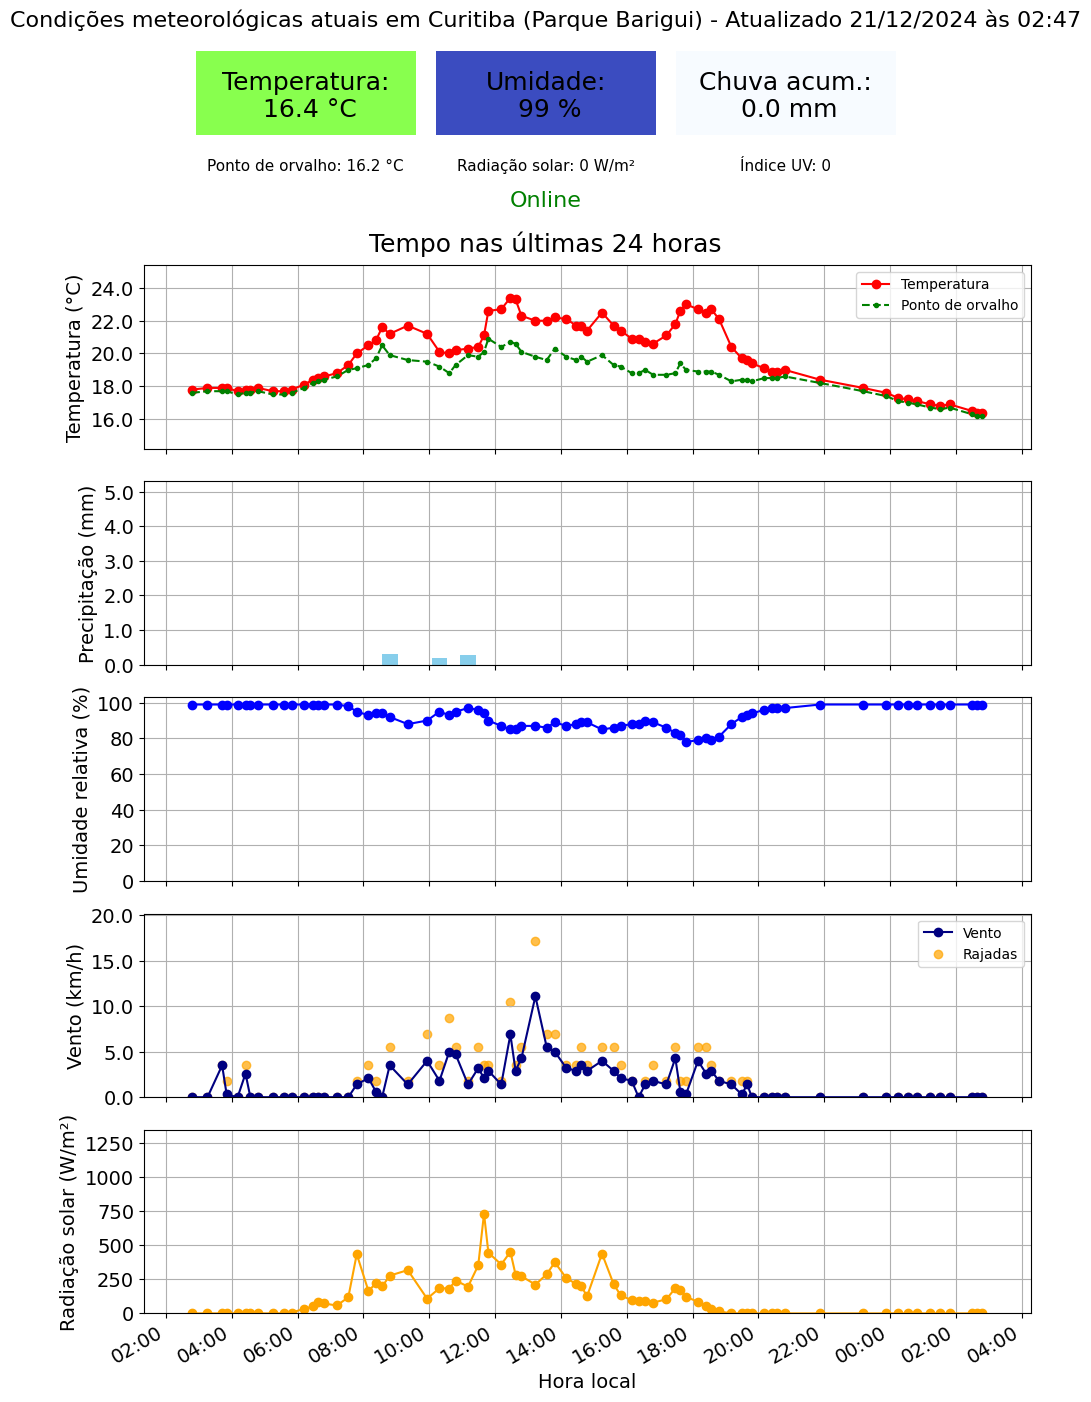 Condições meteorológicas atuais em Curitiba (Parque Barigui) - Atualizado 21/12/2024 às 02:47
Temperatura:
16.4 °C
Umidade:
99 %
Chuva acum.:
0.0 mm
Ponto de orvalho: 16.2 °C
Radiação solar: 0 W/m²
Índice UV: 0
Online
Tempo nas últimas 24 horas
Temperatura (°C)
24.0
22.0
20.0
18.0
16.0
Temperatura
Ponto de orvalho
Precipitação (mm)
5.0
4.0
3.0
2.0
1.0
0.0
Umidade relativa (%)
100
80
60
40
20
0
Vento (km/h)
20.0
15.0
10.0
5.0
0.0
Vento
Rajadas
Radiação solar (W/m²)
1250
1000
750
500
250
0
02:00 04:00 06:00 08:00 10:00 12:00 14:00 16:00 18:00 20:00 22:00 00:00 02:00 04:00
Hora local